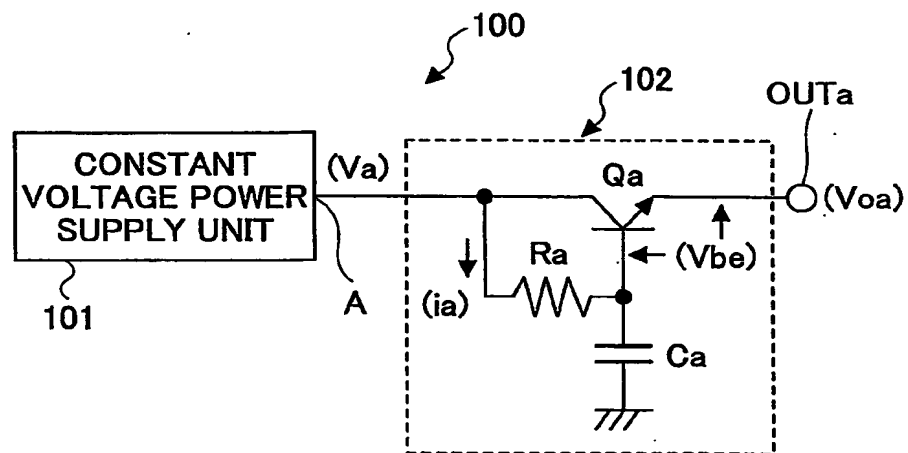 100
102
OUTa
CONSTANT
VOLTAGE POWER
SUPPLY UNIT
(Va)
Qa
(Voa)
Ra
(Vbe)
101
A
(ia)
Ca